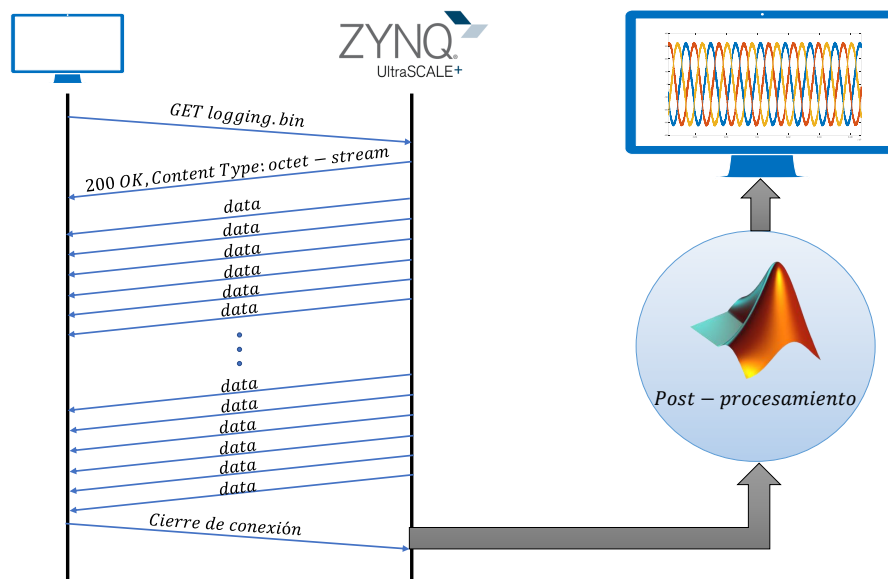 ZYNQ
UltraSCALE+
GET logging.bin
200 OK, Content Type: octet − stream
data
data
data
data
data
data
data
data
data
data
data
data
Cierre de conexión
Post − procesamiento